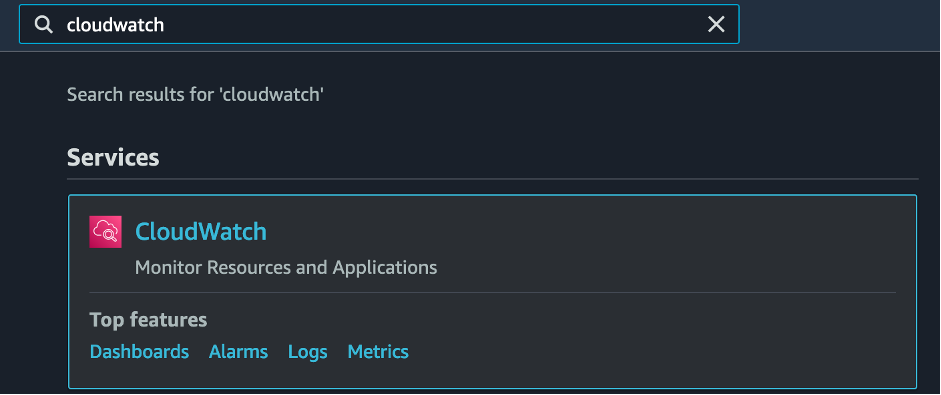 cloudwatch
Search results for 'cloudwatch'
Services
CloudWatch
Monitor Resources and Applications
Top features
Dashboards Alarms Logs Metrics